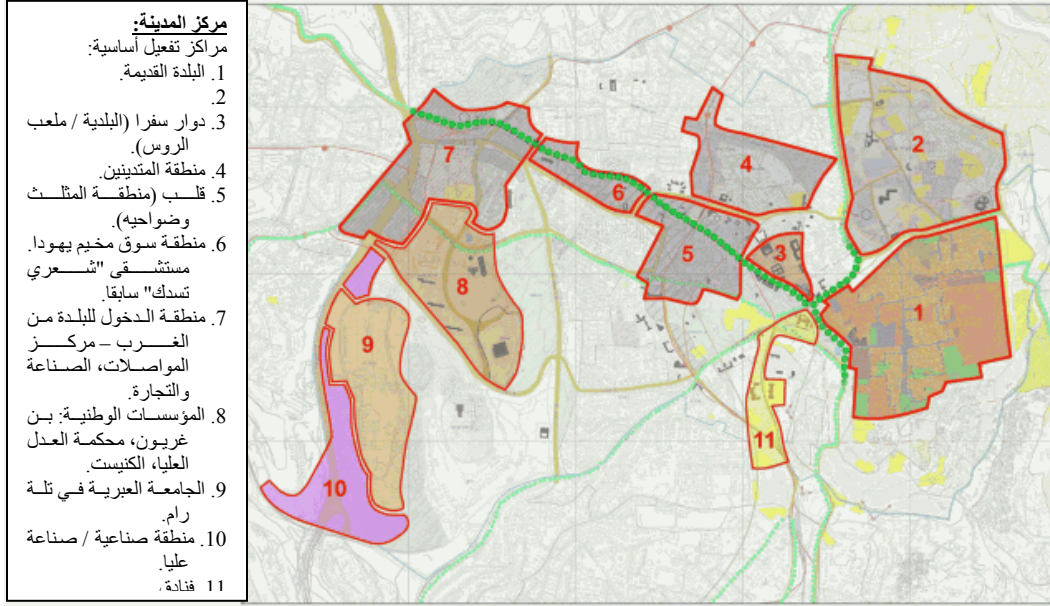 مركز المدينة:
مراكز تفعيل أساسية:
1. البلدة القديمة.
2.
3. دوار سفرا (البلدية / ملعب
الروس).
4. منطقة المتدينين.
5. قلب (منطقة المثلث
وضواحيه).
6. منطقة سوق مخيم يهودا.
مستشقى "شعري
تسدك" سابقا.
7. منطقة الدخول للبلدة من
الغرب – مركز
المواصلات، الصناعة
والتجارة.
8. المؤسسات الوطنية: بن
غريون، محكمة العدل
العليا، الكنيست.
9. الجامعة العبرية في تلة
رام.
10. منطقة صناعية / صناعة
عليا.
11. فنادق
2
7
4
6
3
5
8
1
9
11
10